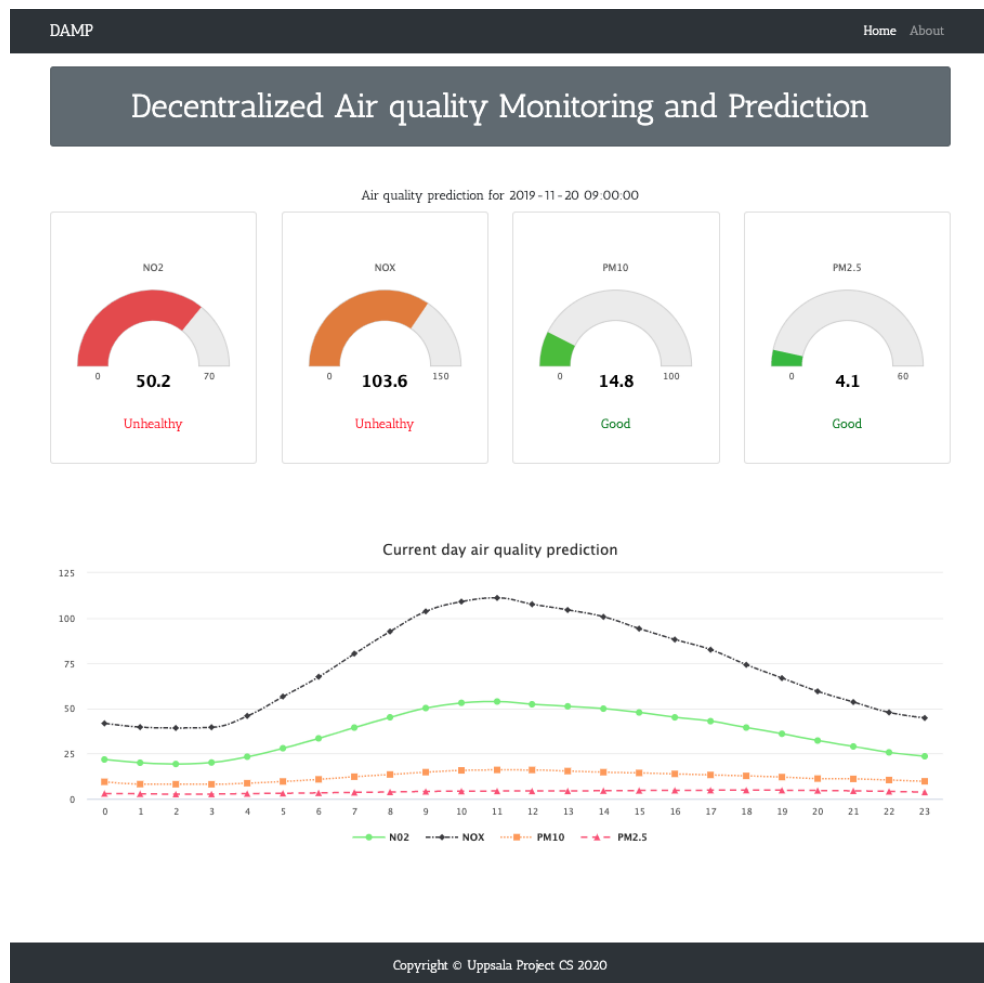 DAMP
Home About
Decentralized Air quality Monitoring and Prediction
Air quality prediction for 2019-11-20 09:00:00
NO2
0 50.2 70
Unhealthy
NOX
0 103.6 150
Unhealthy
PM10
0 14.8 100
Good
PM2.5
0 4.1 60
Good
Current day air quality prediction
125
100
75
50
25
0
0 1 2 3 4 5 6 7 8 9 10 11 12 13 14 15 16 17 18 19 20 21 22 23
N02 NOX PM10 PM2.5
Copyright © Uppsala Project CS 2020